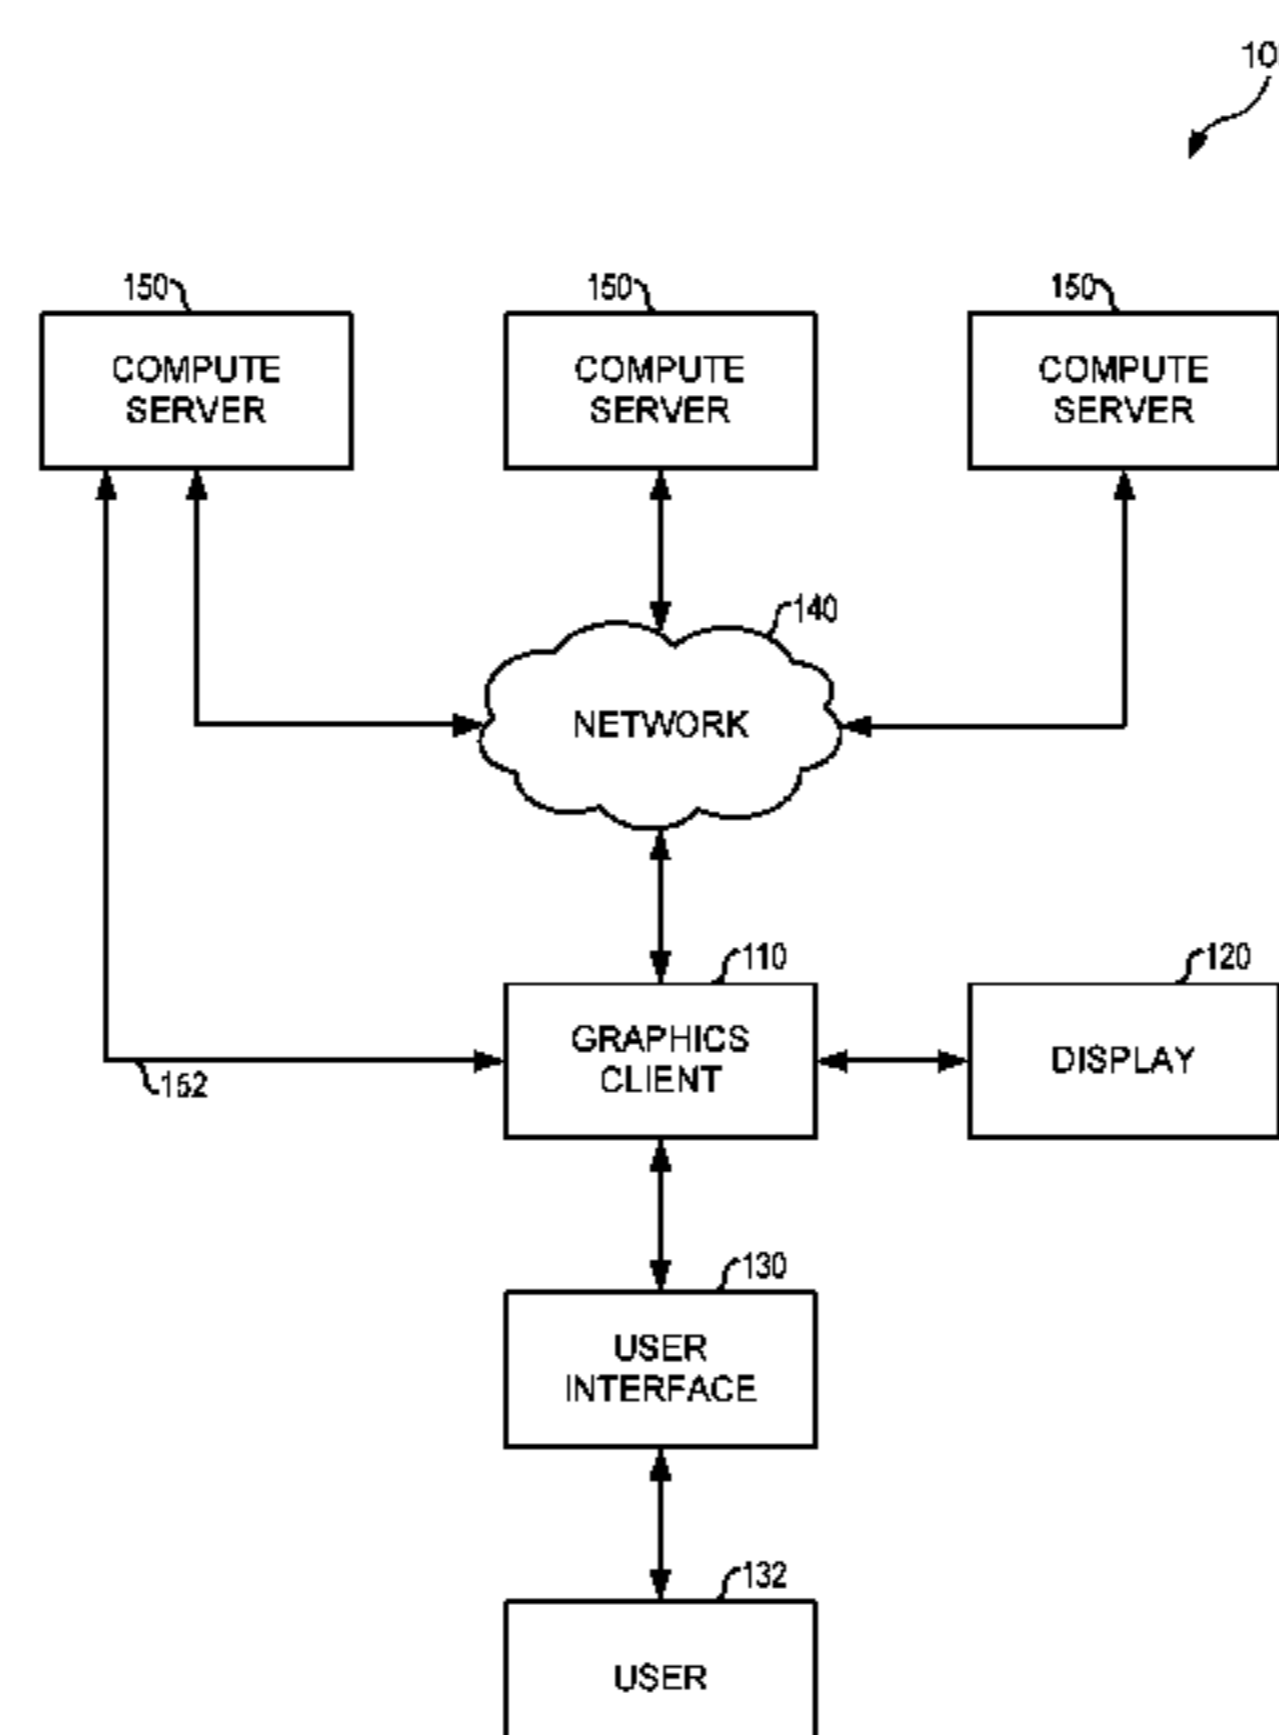 10
150
150
150
COMPUTE
SERVER
COMPUTE
SERVER
COMPUTE
SERVER
140
NETWORK
110
120
GRAPHICS
CLIENT
DISPLAY
152
130
USER
INTERFACE
132
USER